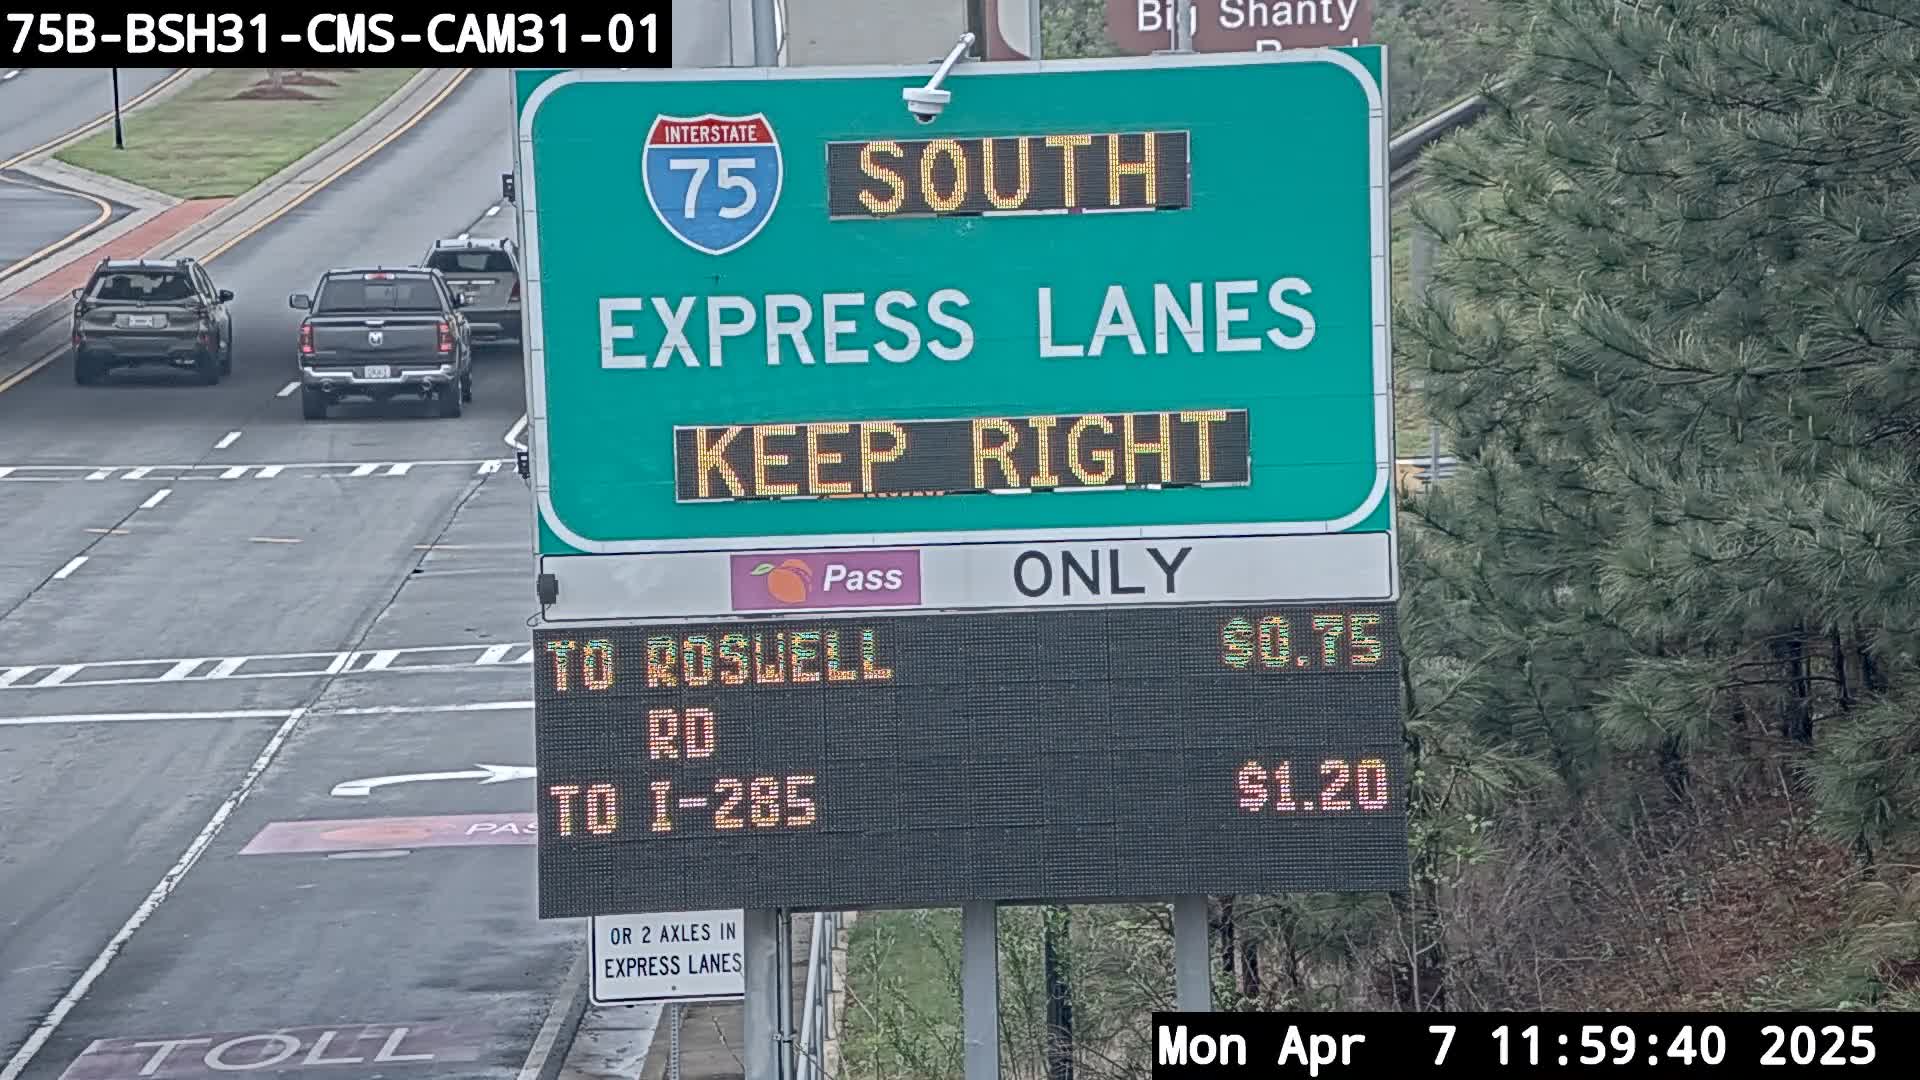 75B-BSH31-CMS-CAM31-01
Big Shanty
Road
INTERSTATE
75
SOUTH
EXPRESS LANES
KEEP RIGHT
Pass ONLY
TO ROSWELL $0.75
RD
TO I-285 $1.20
OR 2 AXLES IN
EXPRESS LANES
TOLL
Mon Apr 7 11:59:40 2025